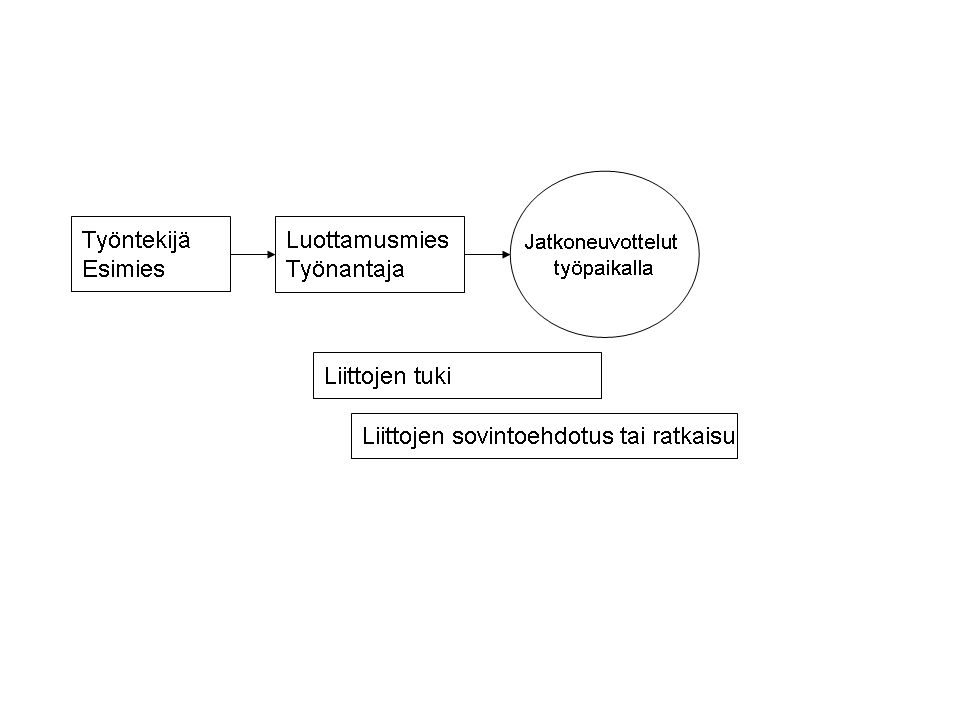 Työntekijä
Esimies
Luottamusmies
Työnantaja
Jatkoneuvottelut
työpaikalla
Liittojen tuki
Liittojen sovintoehdotus tai ratkaisu